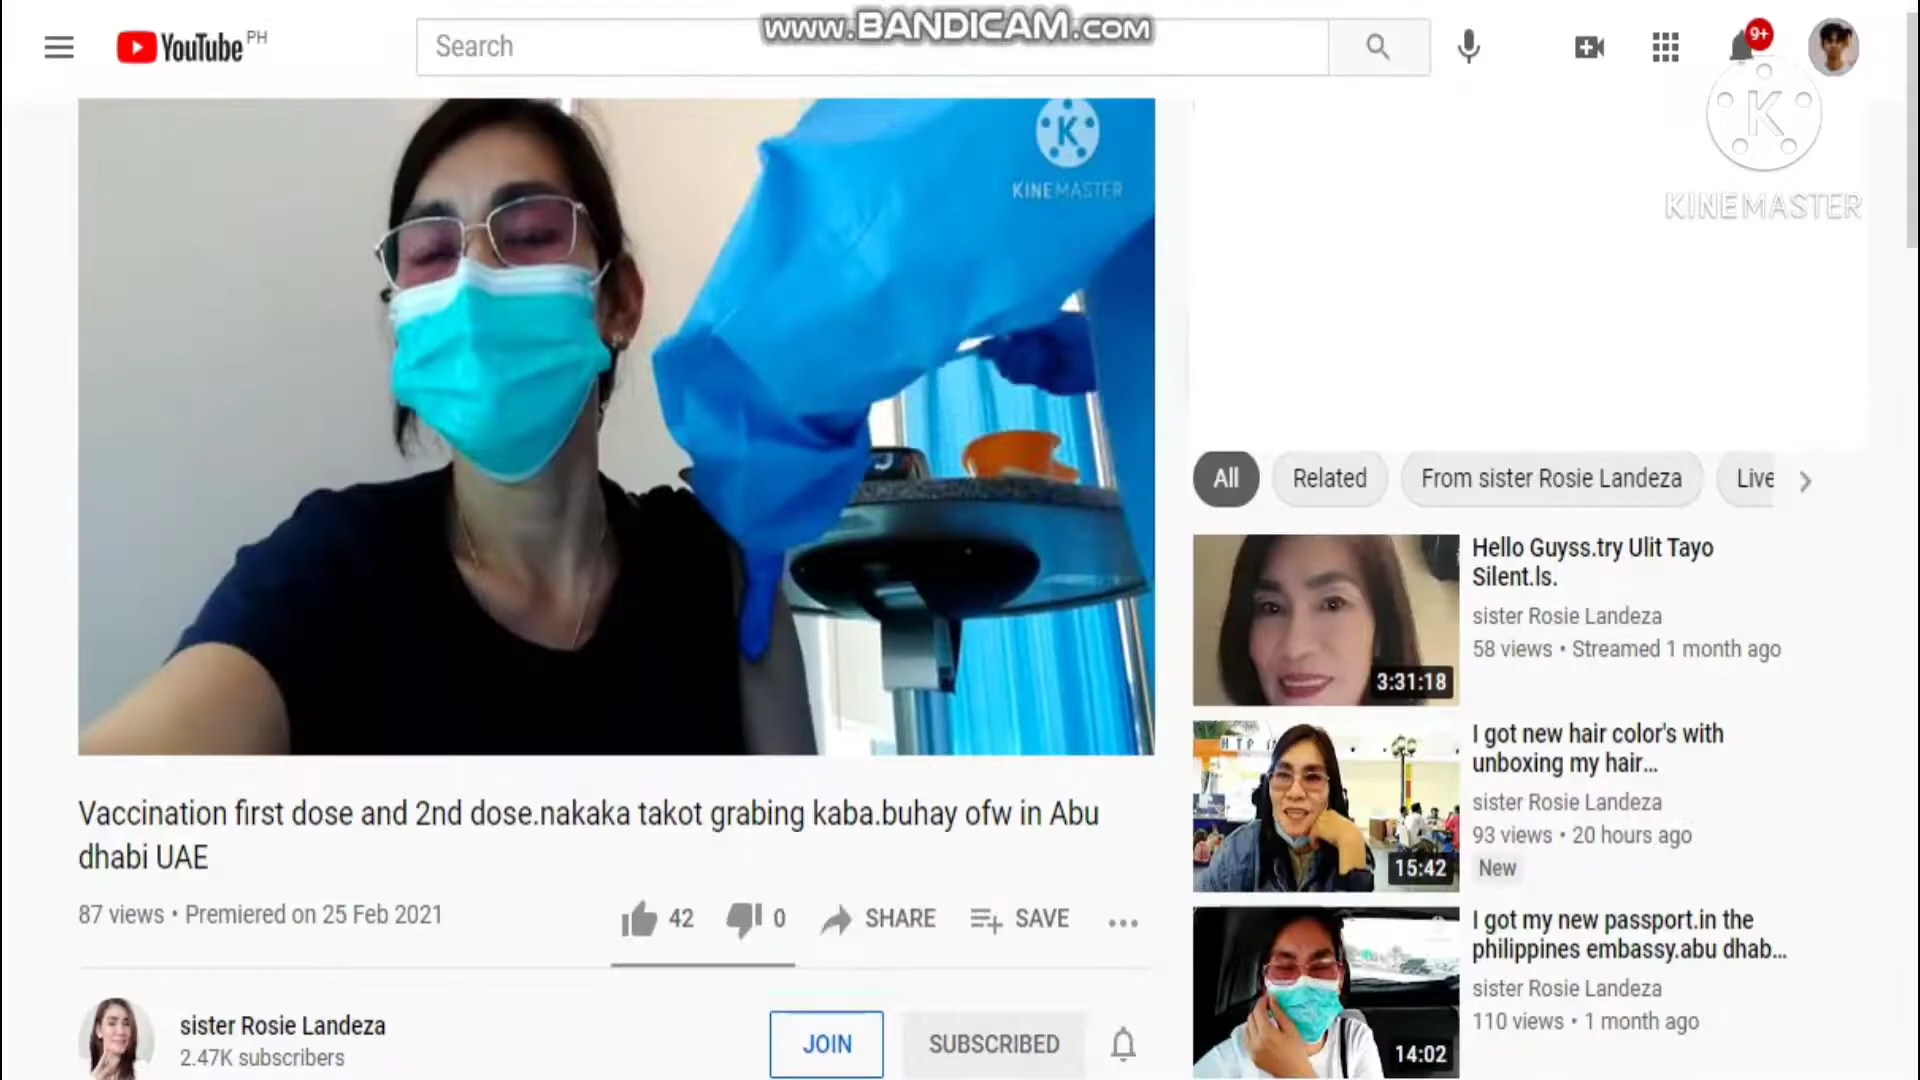 www.BANDICAM.com
YouTube PH
Search
9+
KINEMASTER
KINEMASTER
All
Related
From sister Rosie Landeza
Live
Hello Guyss.try Ulit Tayo
Silent.ls.
sister Rosie Landeza
58 views • Streamed 1 month ago
3:31:18
I got new hair color's with
unboxing my hair...
sister Rosie Landeza
93 views • 20 hours ago
New
15:42
I got my new passport.in the
philippines embassy.abu dhab...
sister Rosie Landeza
110 views • 1 month ago
14:02
Vaccination first dose and 2nd dose.nakaka takot grabing kaba.buhay ofw in Abu
dhabi UAE
87 views • Premiered on 25 Feb 2021
42
0
SHARE
SAVE
sister Rosie Landeza
2.47K subscribers
JOIN
SUBSCRIBED